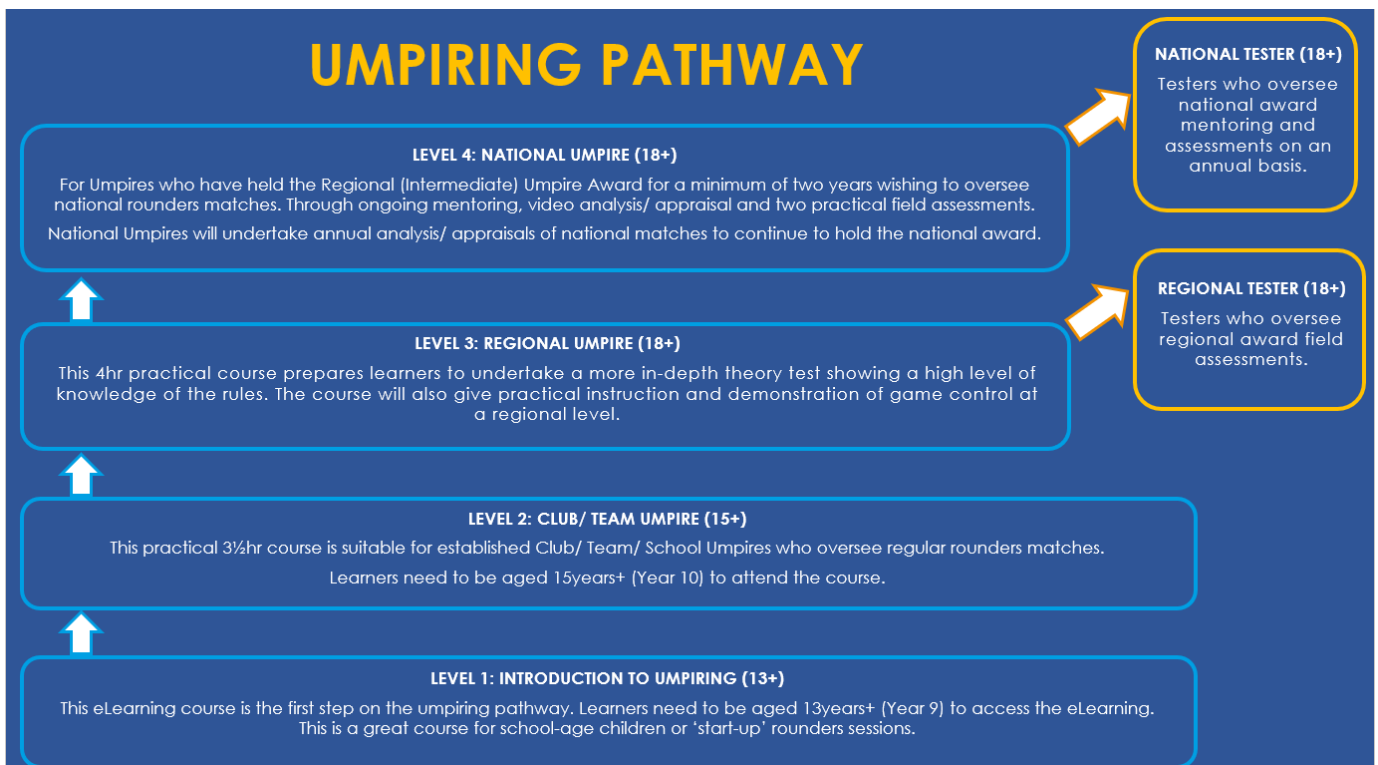 UMPIRING PATHWAY
NATIONAL TESTER (18+)
Testers who oversee
national award
mentoring and
assessments on an
annual basis.
LEVEL 4: NATIONAL UMPIRE (18+)
For Umpires who have held the Regional (Intermediate) Umpire Award for a minimum of two years wishing to oversee
national rounders matches. Through ongoing mentoring, video analysis/ appraisal and two practical field assessments.
National Umpires will undertake annual analysis/ appraisals of national matches to continue to hold the national award.
REGIONAL TESTER (18+)
Testers who oversee
regional award field
assessments.
LEVEL 3: REGIONAL UMPIRE (18+)
This 4hr practical course prepares learners to undertake a more in-depth theory test showing a high level of
knowledge of the rules. The course will also give practical instruction and demonstration of game control at
a regional level.
LEVEL 2: CLUB/ TEAM UMPIRE (15+)
This practical 3½hr course is suitable for established Club/ Team/ School Umpires who oversee regular rounders matches.
Learners need to be aged 15years+ (Year 10) to attend the course.
LEVEL 1: INTRODUCTION TO UMPIRING (13+)
This eLearning course is the first step on the umpiring pathway. Learners need to be aged 13years+ (Year 9) to access the eLearning.
This is a great course for school-age children or ‘start-up’ rounders sessions.